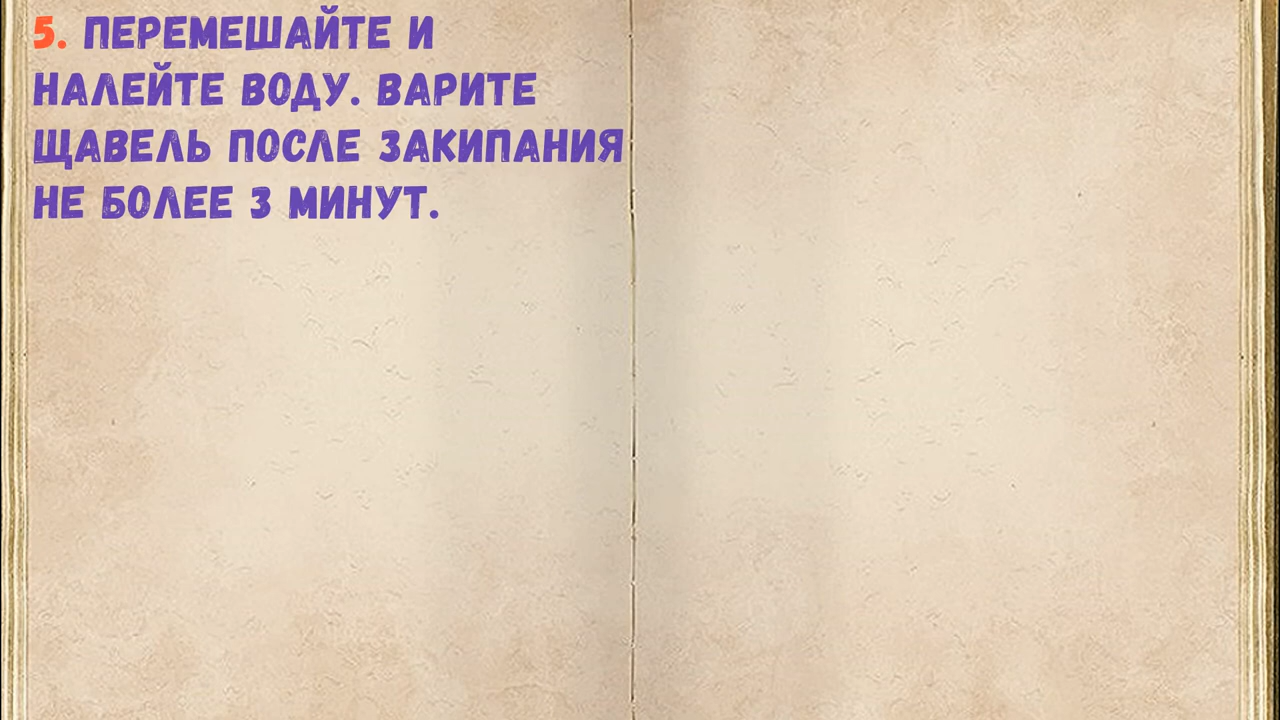 5. ПЕРЕМЕШАЙТЕ И
НАЛЕЙТЕ ВОДУ. ВАРИТЕ
ЩАВЕЛЬ ПОСЛЕ ЗАКИПАНИЯ
НЕ БОЛЕЕ 3 МИНУТ.